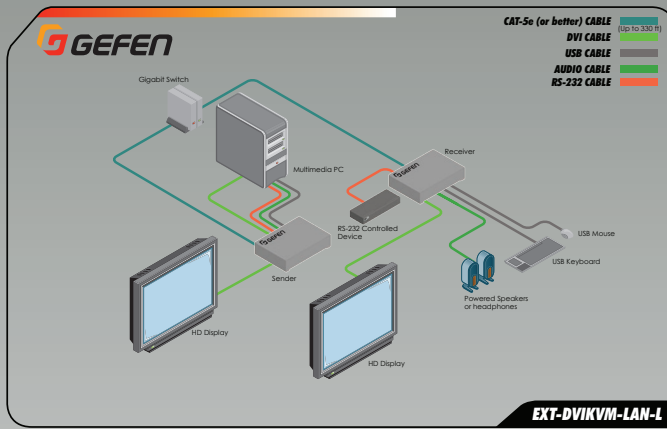 GEFEN
CAT-5e (or better) CABLE
(Up to 330 ft)
DVI CABLE
USB CABLE
AUDIO CABLE
RS-232 CABLE
Gigabit Switch
Multimedia PC
Receiver
GEFEN
RS-232 Controlled
Device
USB Mouse
USB Keyboard
GEFEN
Sender
Powered Speakers
or headphones
HD Display
HD Display
EXT-DVIKVM-LAN-L